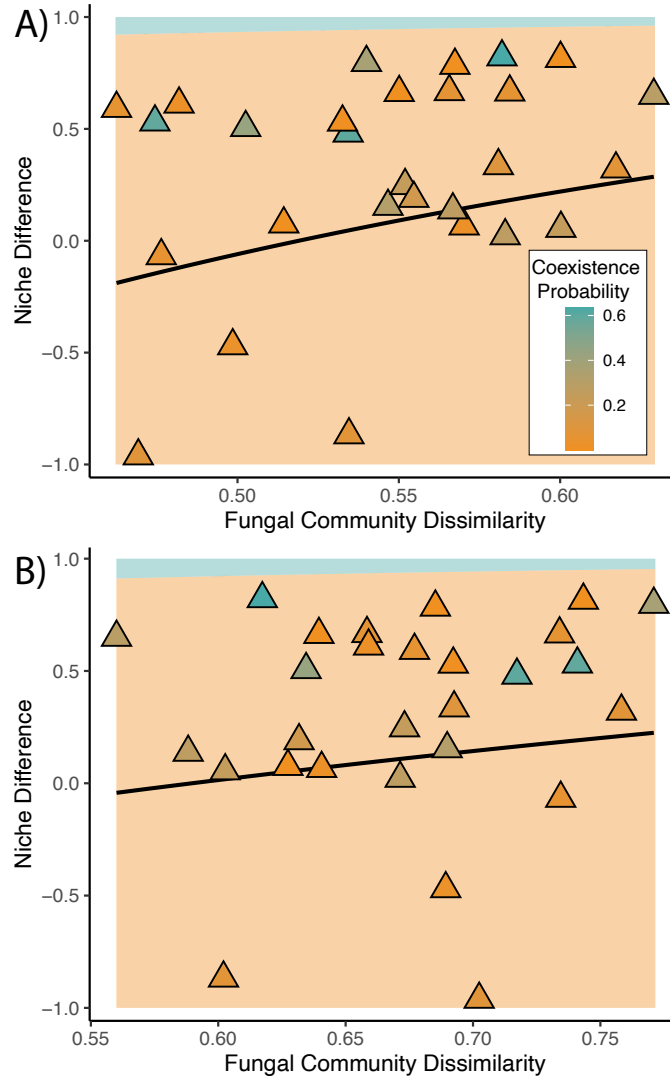 A)
1.0
0.5
0.0
−0.5
−1.0
Niche Difference
Coexistence
Probability
0.6
0.4
0.2
0.50
0.55
0.60
Fungal Community Dissimilarity
B)
1.0
0.5
0.0
−0.5
−1.0
Niche Difference
0.55
0.60
0.65
0.70
0.75
Fungal Community Dissimilarity